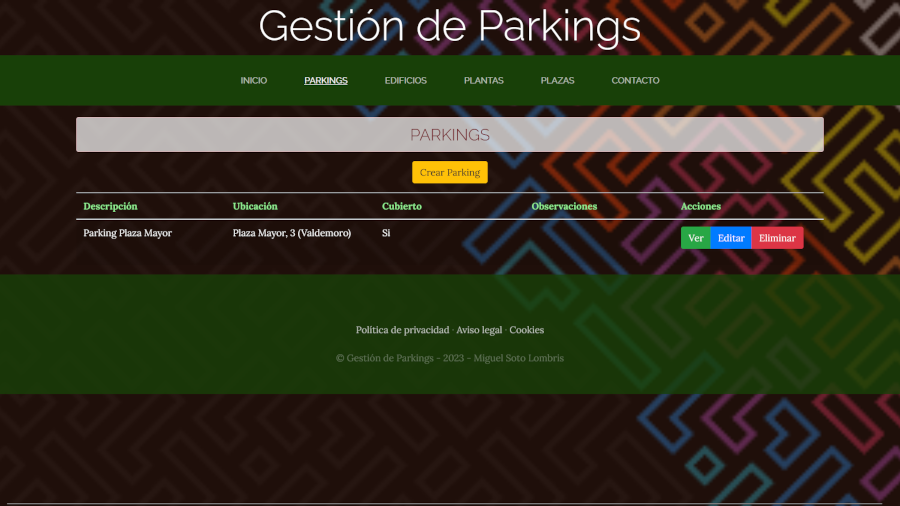 Gestión de Parkings
INICIO PARKINGS EDIFICIOS PLANTAS PLAZAS CONTACTO
PARKINGS
Crear Parking
Descripción Ubicación Cubierto Observaciones Acciones
Parking Plaza Mayor Plaza Mayor, 3 (Valdemoro) Si Ver Editar Eliminar
Política de privacidad · Aviso legal · Cookies
© Gestión de Parkings - 2023 - Miguel Soto Lombris